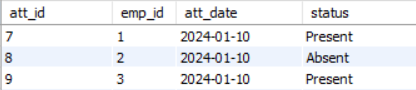 att_id emp_id att_date status
7 1 2024-01-10 Present
8 2 2024-01-10 Absent
9 3 2024-01-10 Present